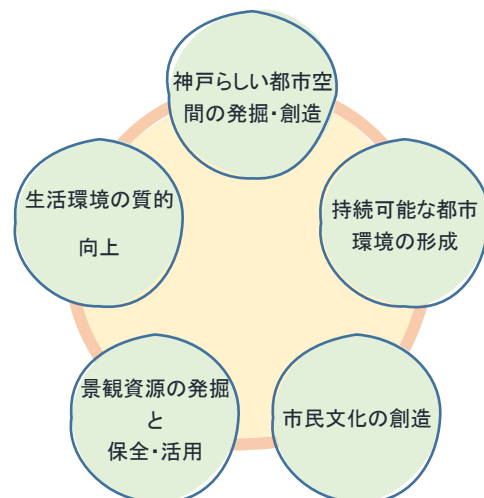 神戸らしい都市空
間の発掘・創造
生活環境の質的
向上
持続可能な都市
環境の形成
景観資源の発掘
と
保全・活用
市民文化の創造